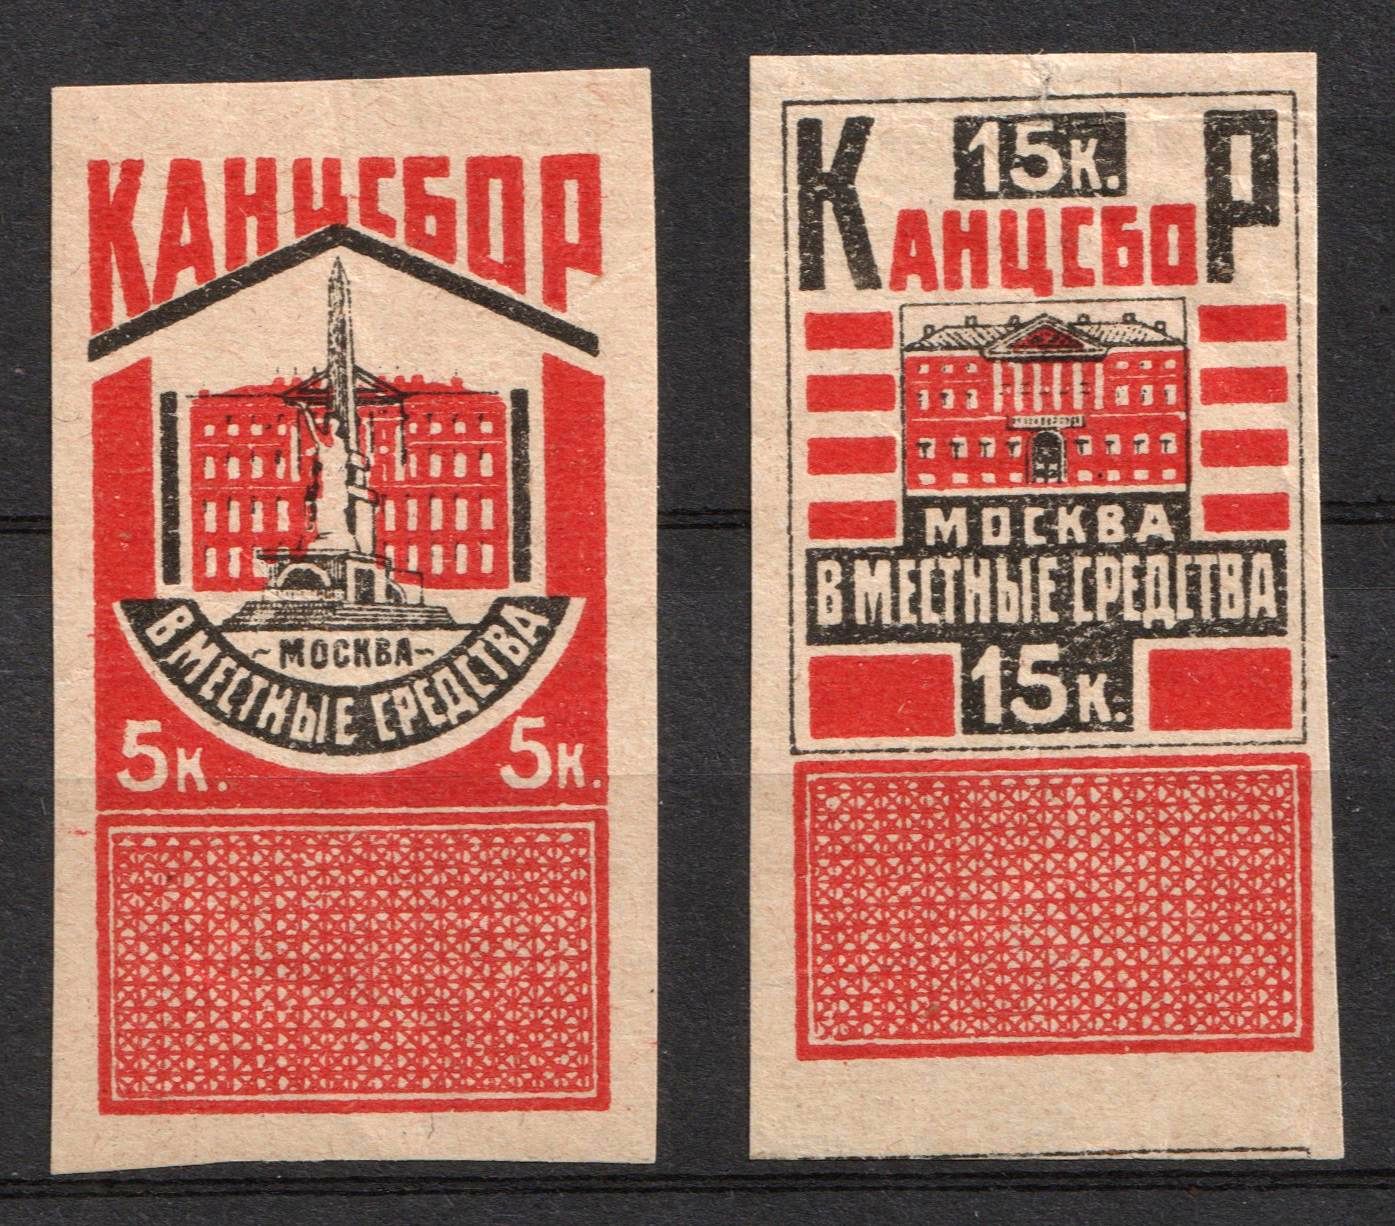 КАНЦСБОР
~МОСКВА~
В МЕСТНЫЕ СРЕДСТВА
5к. 5к.
15к.
КАНЦСБОР
МОСКВА
В МЕСТНЫЕ СРЕДСТВА
15к.